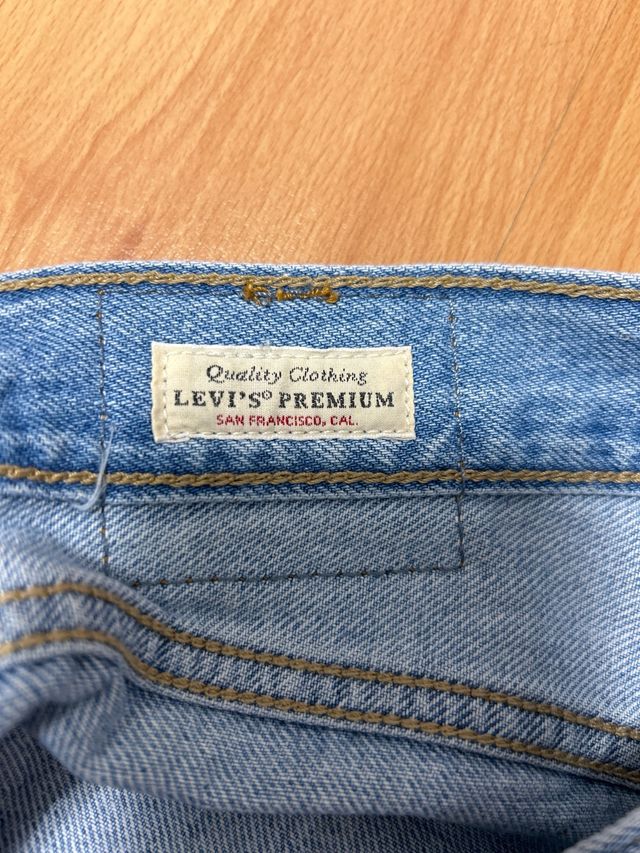 Quality Clothing
LEVI'S® PREMIUM
SAN FRANCISCO, CAL.